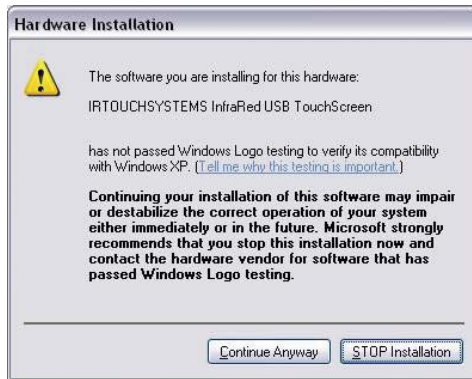 Hardware Installation
The software you are installing for this hardware:
IRTOUCHSYSTEMS InfraRed USB TouchScreen
has not passed Windows Logo testing to verify its compatibility
with Windows XP. (Tell me why this testing is important.)
Continuing your installation of this software may impair
or destabilize the correct operation of your system
either immediately or in the future. Microsoft strongly
recommends that you stop this installation now and
contact the hardware vendor for software that has
passed Windows Logo testing.
Continue Anyway
STOP Installation